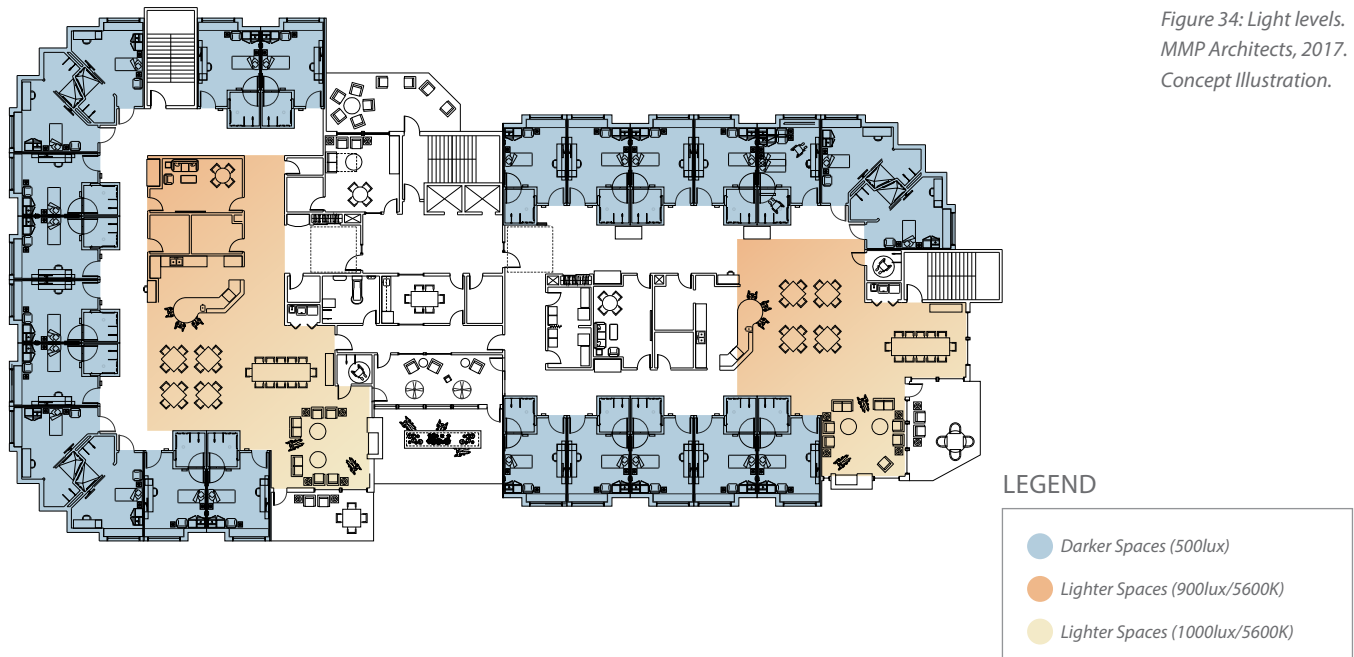 Figure 34: Light levels.
MMP Architects, 2017.
Concept Illustration.
LEGEND
Darker Spaces (500lux)
Lighter Spaces (900lux/5600K)
Lighter Spaces (1000lux/5600K)